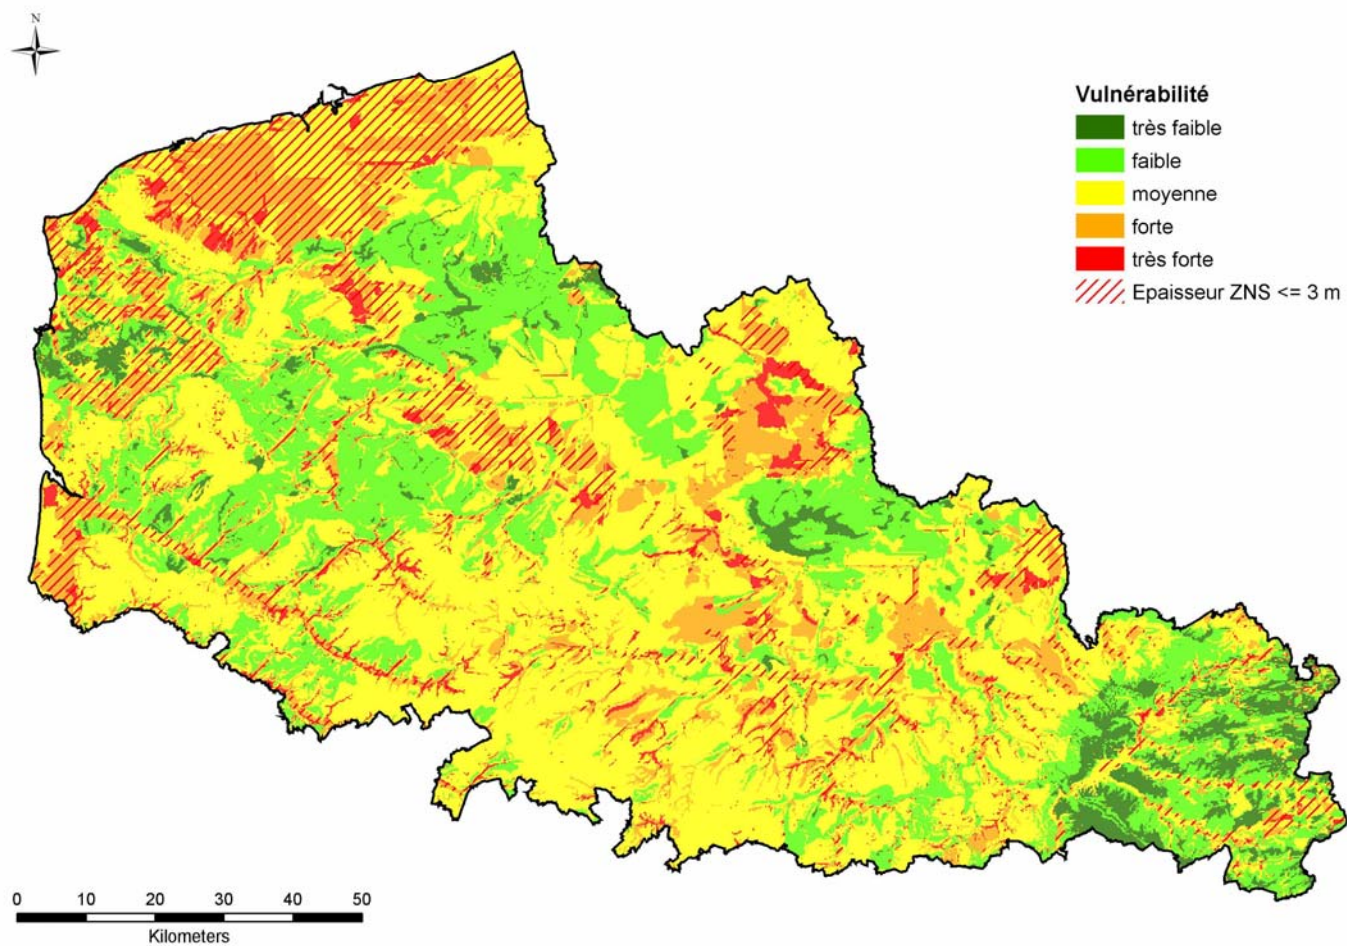 N
Vulnérabilité
très faible
faible
moyenne
forte
très forte
Epaisseur ZNS <= 3 m
0 10 20 30 40 50
Kilometers